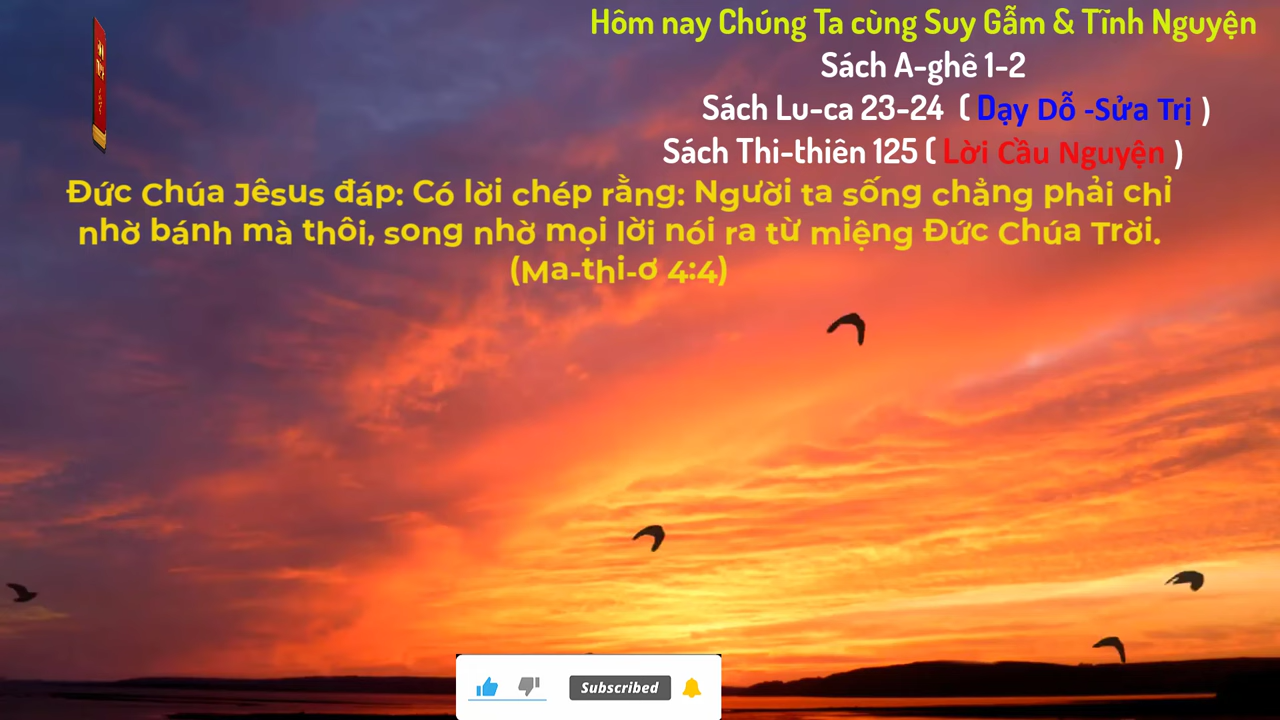 Hôm nay Chúng Ta cùng Suy Gẫm & Tĩnh Nguyện
Sách A-ghê 1-2
Sách Lu-ca 23-24 ( Dạy Dỗ -Sửa Trị )
Sách Thi-thiên 125 ( Lời Cầu Nguyện )
Đức Chúa Jêsus đáp: Có lời chép rằng: Người ta sống chẳng phải chỉ
nhờ bánh mà thôi, song nhờ mọi lời nói ra từ miệng Đức Chúa Trời.
(Ma-thi-ơ 4:4)
Subscribed